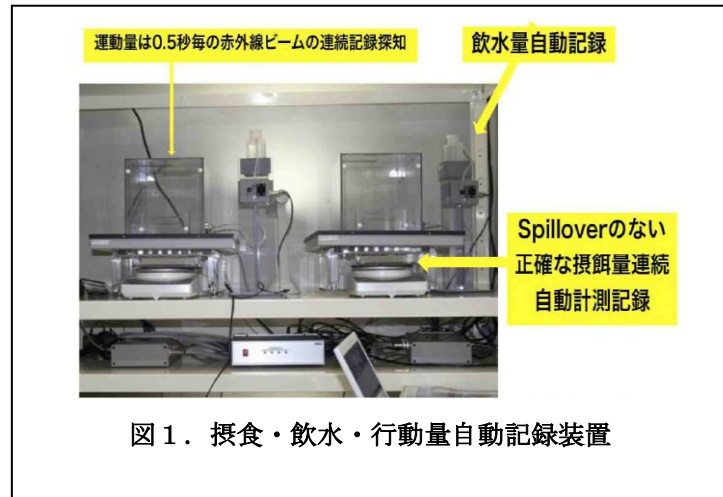 運動量は0.5秒毎の赤外線ビームの連続記録探知
飲水量自動記録
Spilloverのない
正確な摂餌量連続
自動計測記録
図1．摂食・飲水・行動量自動記録装置